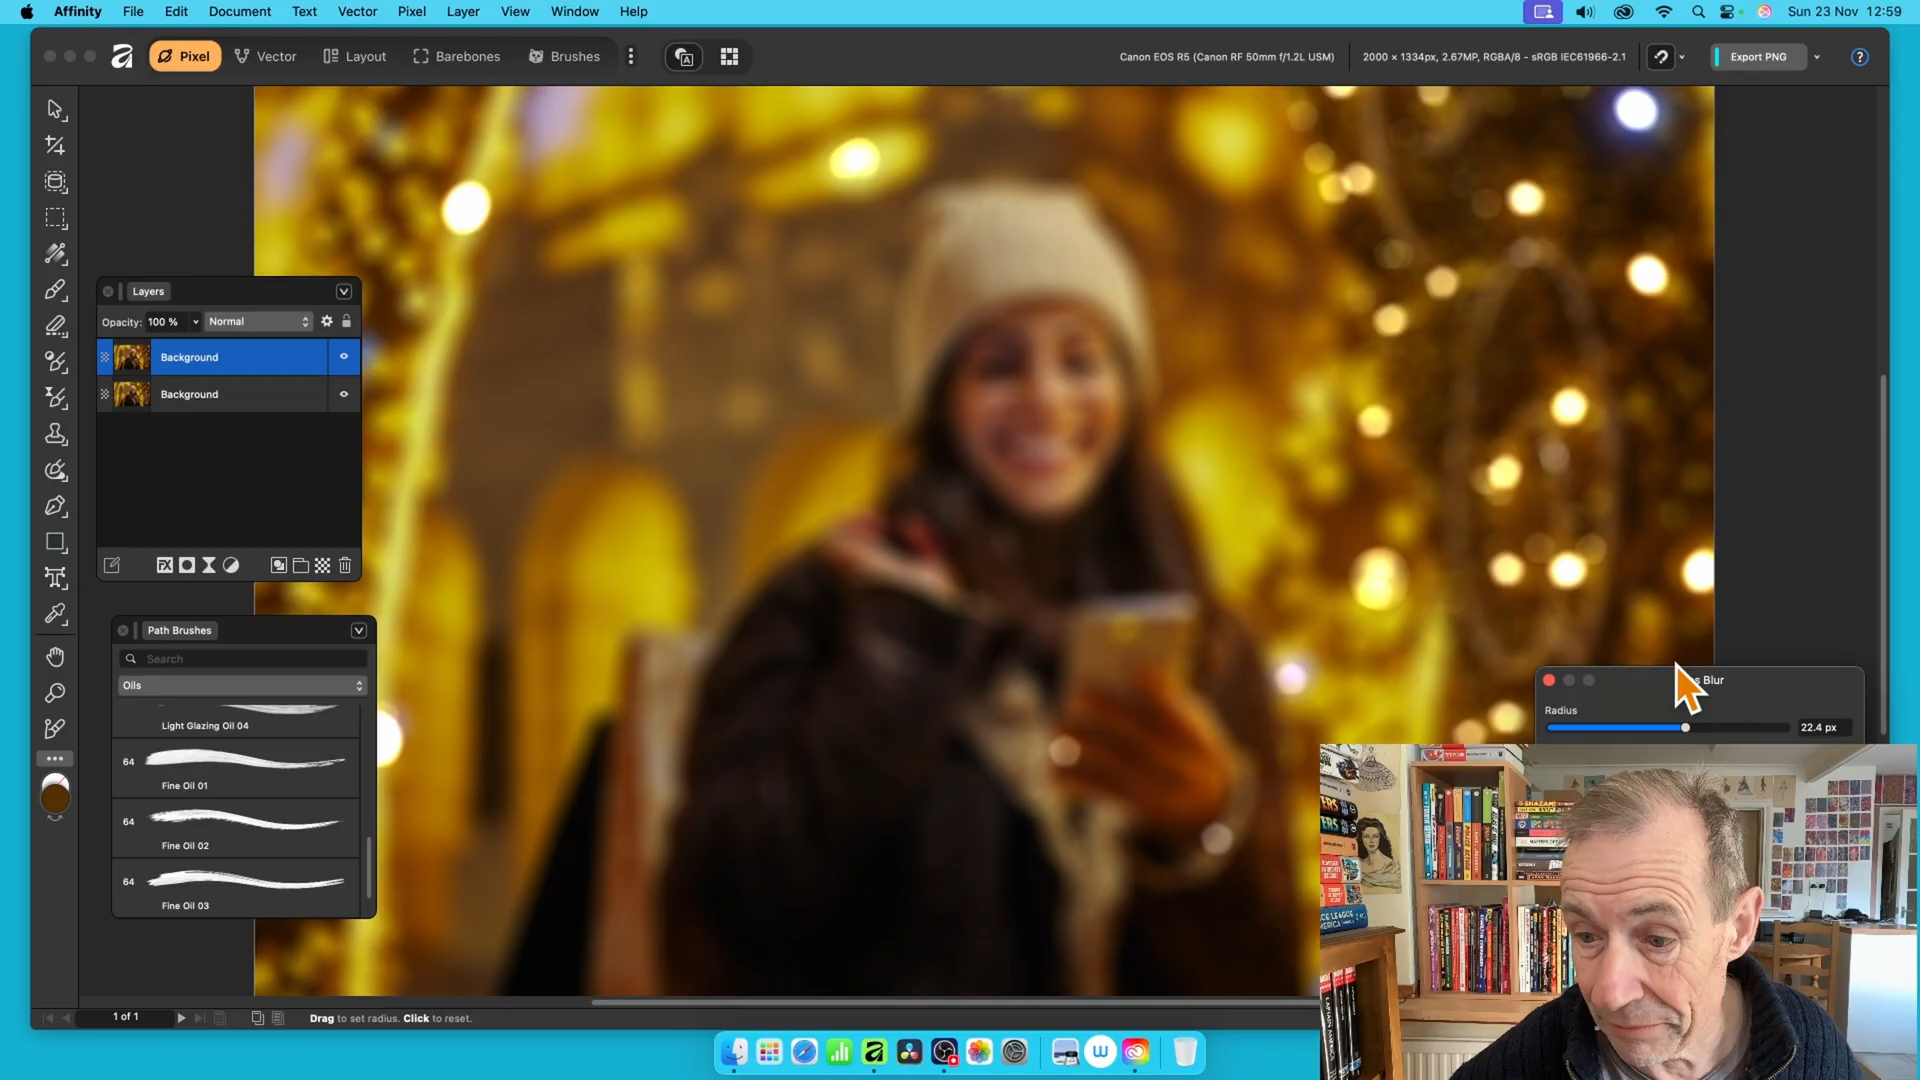 Affinity File Edit Document Text Vector Pixel Layer View Window Help
Sun 23 Nov 12:59
Pixel Vector Layout Barebones Brushes
Canon EOS R5 (Canon RF 50mm f/1.2L USM)
2000 × 1334px, 2.67MP, RGBA/8 - sRGB IEC61966-2.1
Export PNG
Layers
Opacity: 100 % Normal
Background
Background
Path Brushes
Search
Oils
Light Glazing Oil 04
64
Fine Oil 01
64
Fine Oil 02
64
Fine Oil 03
Blur
Radius
22.4 px
1 of 1
Drag to set radius. Click to reset.
SHAZAM!
JUSTICE LEAGUE
AMERICA